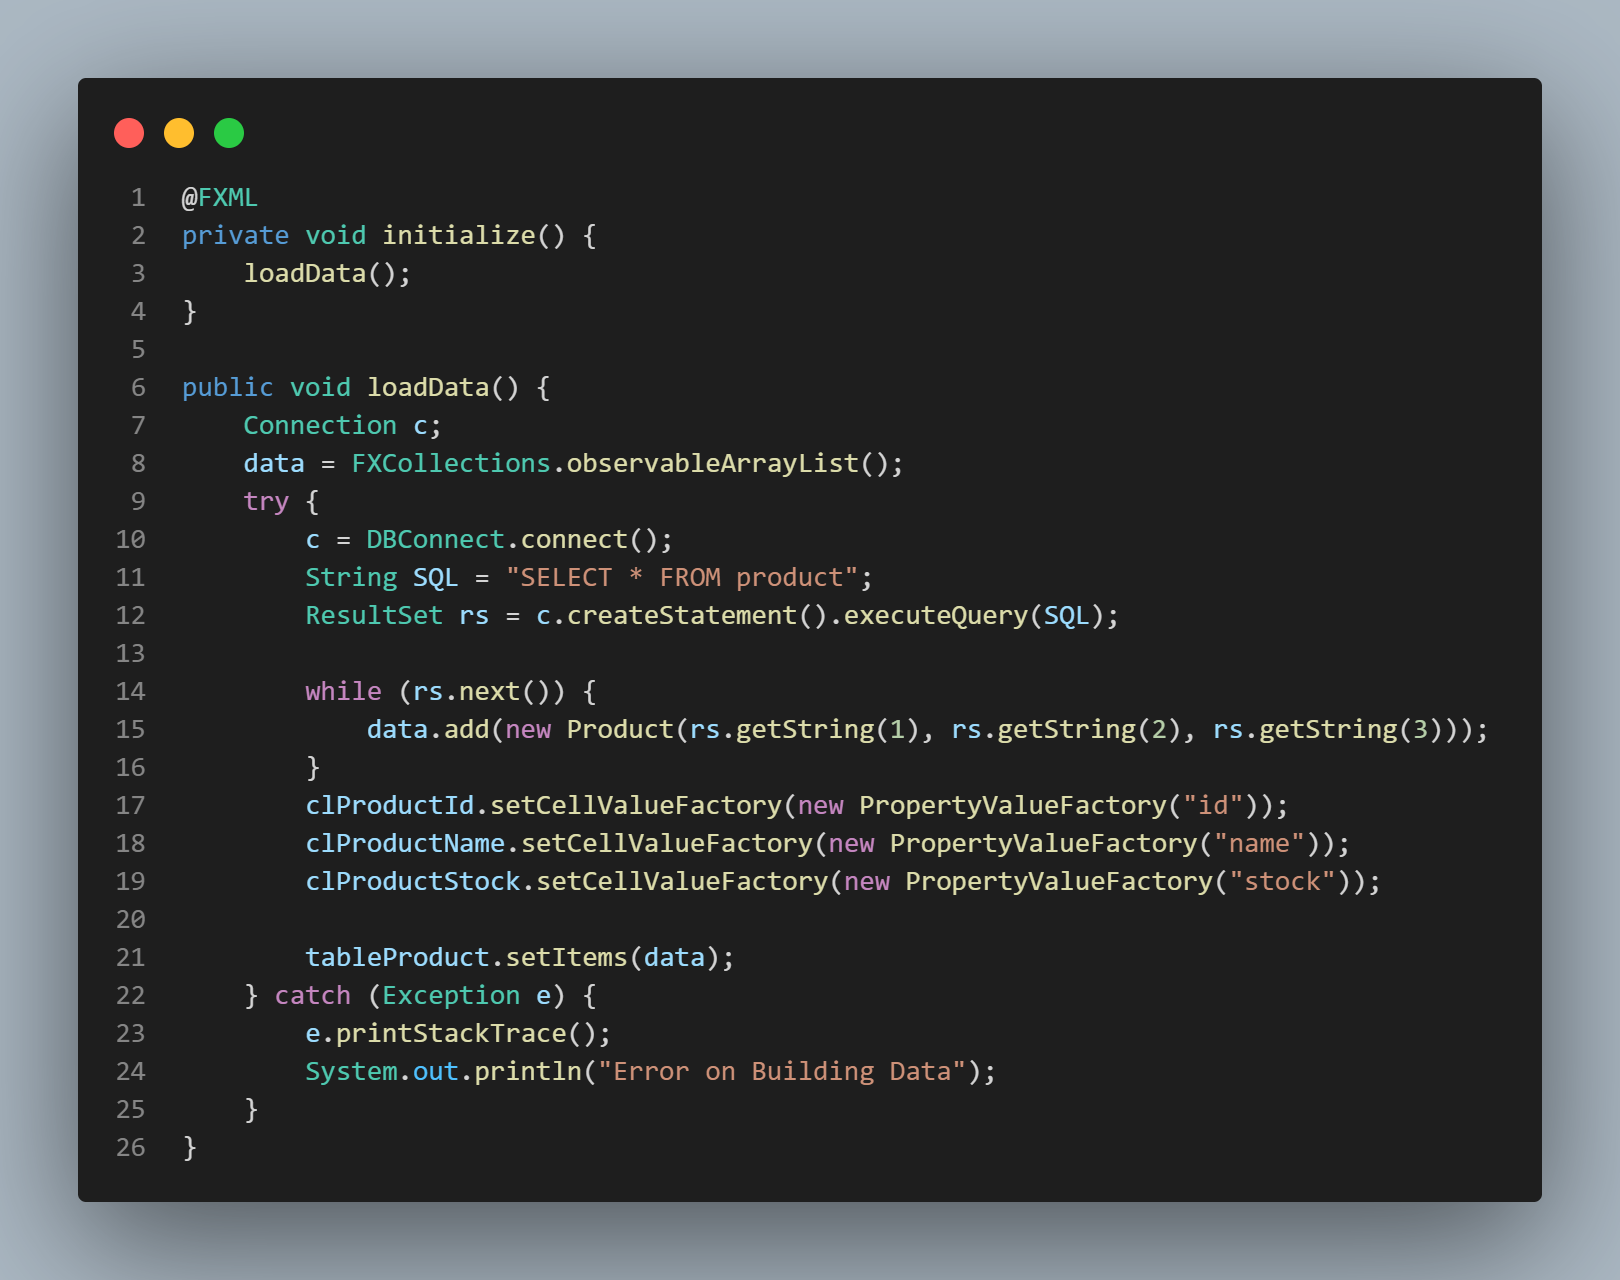 1 @FXML
2 private void initialize() {
3     loadData();
4 }
5
6 public void loadData() {
7     Connection c;
8     data = FXCollections.observableArrayList();
9     try {
10         c = DBConnect.connect();
11         String SQL = "SELECT * FROM product";
12         ResultSet rs = c.createStatement().executeQuery(SQL);
13
14         while (rs.next()) {
15             data.add(new Product(rs.getString(1), rs.getString(2), rs.getString(3)));
16         }
17         clProductId.setCellValueFactory(new PropertyValueFactory("id"));
18         clProductName.setCellValueFactory(new PropertyValueFactory("name"));
19         clProductStock.setCellValueFactory(new PropertyValueFactory("stock"));
20
21         tableProduct.setItems(data);
22     } catch (Exception e) {
23         e.printStackTrace();
24         System.out.println("Error on Building Data");
25     }
26 }